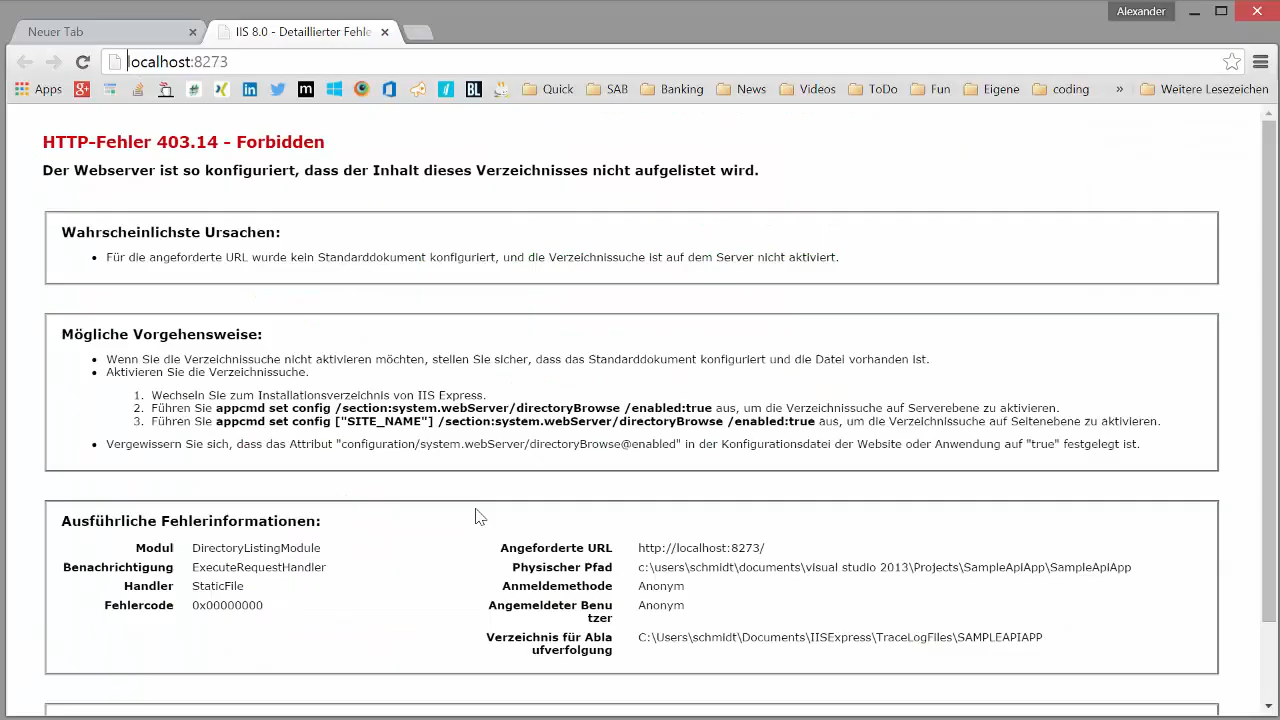 Alexander
Neuer Tab
IIS 8.0 - Detaillierter Fehle
localhost:8273
Apps
g+
#
in
m
BL
Quick
SAB
Banking
News
Videos
ToDo
Fun
Eigene
coding
»
Weitere Lesezeichen
HTTP-Fehler 403.14 - Forbidden
Der Webserver ist so konfiguriert, dass der Inhalt dieses Verzeichnisses nicht aufgelistet wird.
Wahrscheinlichste Ursachen:
• Für die angeforderte URL wurde kein Standarddokument konfiguriert, und die Verzeichnissuche ist auf dem Server nicht aktiviert.
Mögliche Vorgehensweise:
• Wenn Sie die Verzeichnissuche nicht aktivieren möchten, stellen Sie sicher, dass das Standarddokument konfiguriert und die Datei vorhanden ist.
• Aktivieren Sie die Verzeichnissuche.
1. Wechseln Sie zum Installationsverzeichnis von IIS Express.
2. Führen Sie appcmd set config /section:system.webServer/directoryBrowse /enabled:true aus, um die Verzeichnissuche auf Serverebene zu aktivieren.
3. Führen Sie appcmd set config ["SITE_NAME"] /section:system.webServer/directoryBrowse /enabled:true aus, um die Verzeichnissuche auf Seitenebene zu aktivieren.
• Vergewissern Sie sich, dass das Attribut "configuration/system.webServer/directoryBrowse@enabled" in der Konfigurationsdatei der Website oder Anwendung auf "true" festgelegt ist.
Ausführliche Fehlerinformationen:
Modul DirectoryListingModule
Benachrichtigung ExecuteRequestHandler
Handler StaticFile
Fehlercode 0x00000000
Angeforderte URL http://localhost:8273/
Physischer Pfad c:\users\schmidt\documents\visual studio 2013\Projects\SampleApiApp\SampleApiApp
Anmeldemethode Anonym
Angemeldeter Benu Anonym
tzer
Verzeichnis für Abla C:\Users\schmidt\Documents\IISExpress\TraceLogFiles\SAMPLEAPIAPP
ufverfolgung